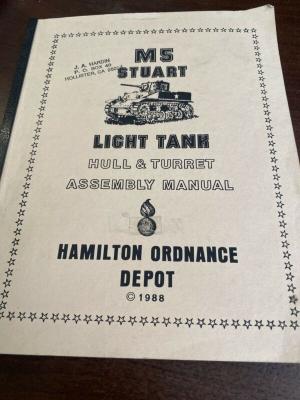 M5
STUART
J. A. HARDIN
P. O. BOX 40
HOLLISTER, CA
LIGHT TANK
HULL & TURRET
ASSEMBLY MANUAL
HAMILTON ORDNANCE
DEPOT
© 1988